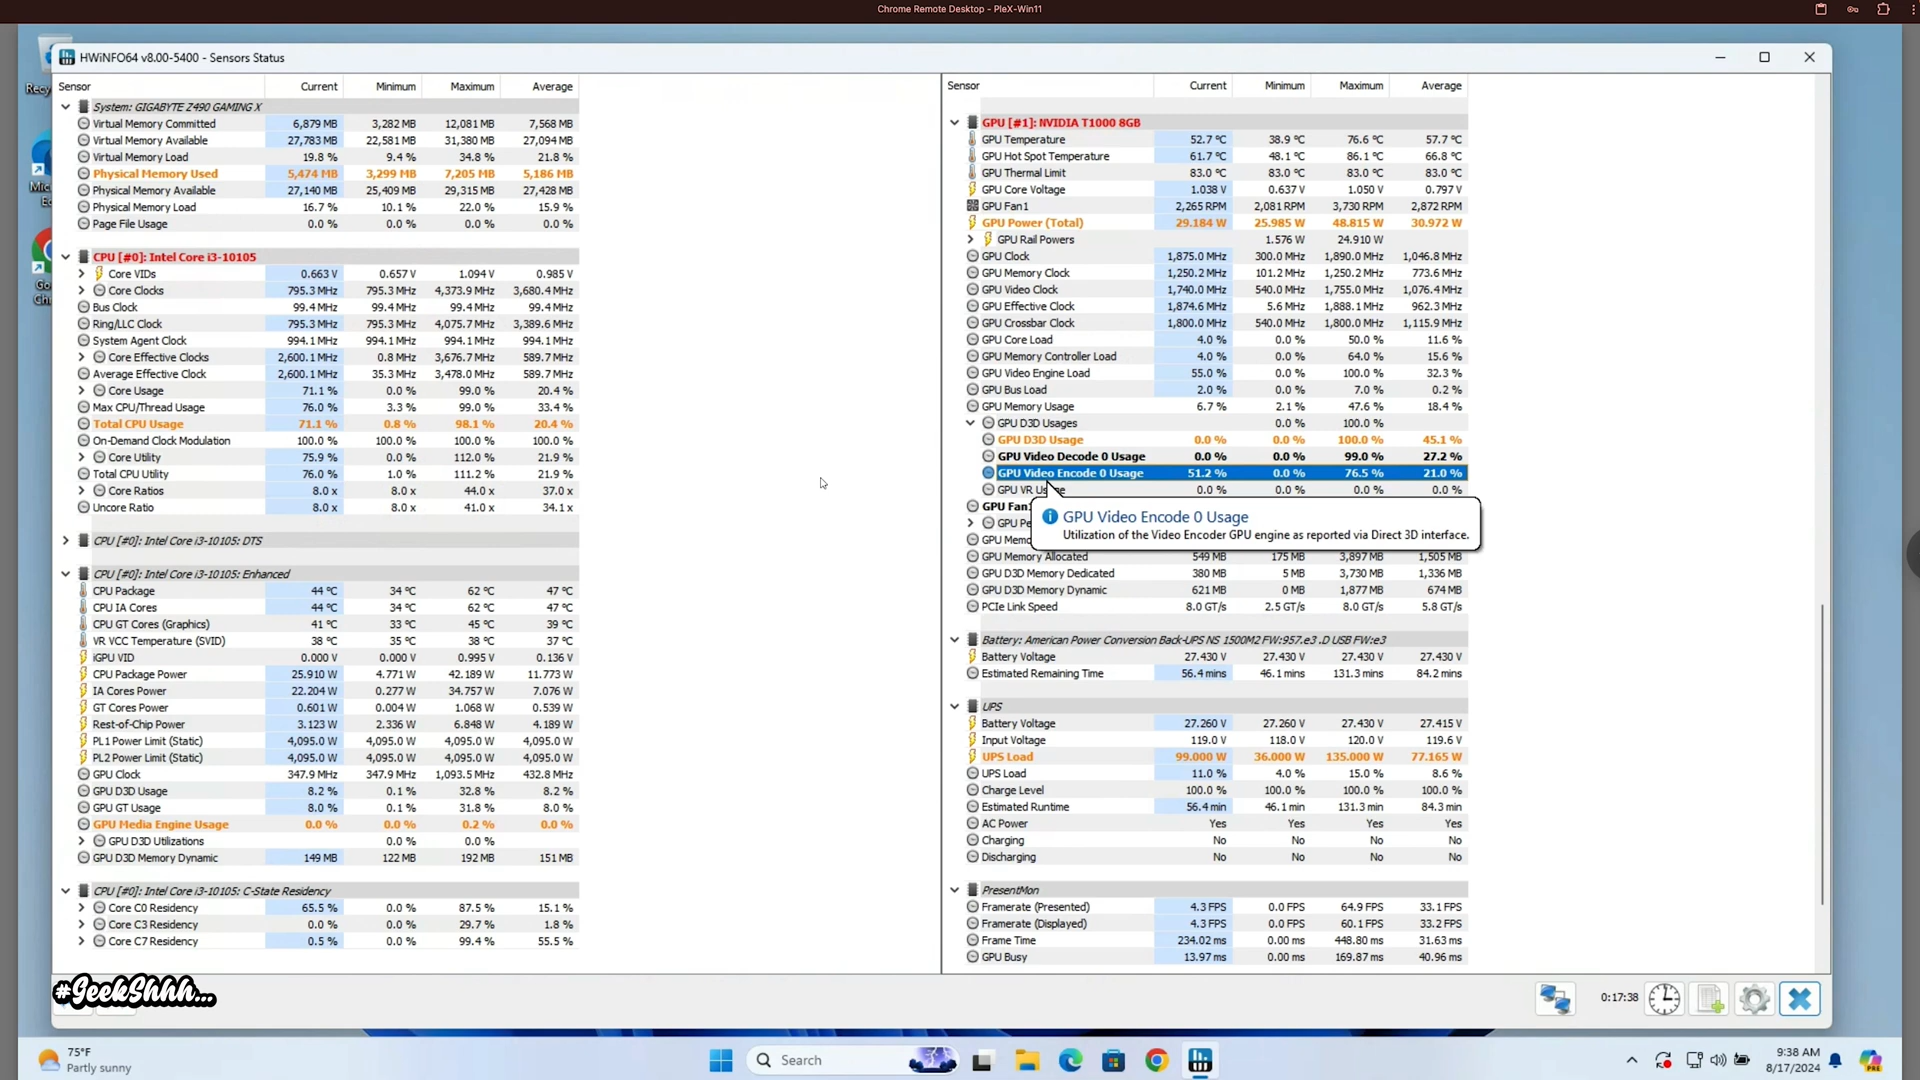 Chrome Remote Desktop - PleX-Win11
HWiNFO64 v8.00-5400 - Sensors Status
Sensor Current Minimum Maximum Average
System: GIGABYTE Z490 GAMING X
Virtual Memory Committed 6,879 MB 3,282 MB 12,081 MB 7,568 MB
Virtual Memory Available 27,783 MB 22,581 MB 31,380 MB 27,094 MB
Virtual Memory Load 19.8 % 9.4 % 34.8 % 21.8 %
Physical Memory Used 5,474 MB 3,299 MB 7,205 MB 5,186 MB
Physical Memory Available 27,140 MB 25,409 MB 29,315 MB 27,428 MB
Physical Memory Load 16.7 % 10.1 % 22.0 % 15.9 %
Page File Usage 0.0 % 0.0 % 0.0 % 0.0 %
CPU [#0]: Intel Core i3-10105
Core VIDs 0.663 V 0.657 V 1.094 V 0.985 V
Core Clocks 795.3 MHz 795.3 MHz 4,373.9 MHz 3,680.4 MHz
Bus Clock 99.4 MHz 99.4 MHz 99.4 MHz 99.4 MHz
Ring/LLC Clock 795.3 MHz 795.3 MHz 4,075.7 MHz 3,389.6 MHz
System Agent Clock 994.1 MHz 994.1 MHz 994.1 MHz 994.1 MHz
Core Effective Clocks 2,600.1 MHz 0.8 MHz 3,676.7 MHz 589.7 MHz
Average Effective Clock 2,600.1 MHz 35.3 MHz 3,478.0 MHz 589.7 MHz
Core Usage 71.1 % 0.0 % 99.0 % 20.4 %
Max CPU/Thread Usage 76.0 % 3.3 % 99.0 % 33.4 %
Total CPU Usage 71.1 % 0.8 % 98.1 % 20.4 %
On-Demand Clock Modulation 100.0 % 100.0 % 100.0 % 100.0 %
Core Utility 75.9 % 0.0 % 112.0 % 21.9 %
Total CPU Utility 76.0 % 1.0 % 111.2 % 21.9 %
Core Ratios 8.0 x 8.0 x 44.0 x 37.0 x
Uncore Ratio 8.0 x 8.0 x 41.0 x 34.1 x
CPU [#0]: Intel Core i3-10105: DTS
CPU [#0]: Intel Core i3-10105: Enhanced
CPU Package 44 °C 34 °C 62 °C 47 °C
CPU IA Cores 44 °C 34 °C 62 °C 47 °C
CPU GT Cores (Graphics) 41 °C 33 °C 45 °C 39 °C
VR VCC Temperature (SVID) 38 °C 35 °C 38 °C 37 °C
iGPU VID 0.000 V 0.000 V 0.995 V 0.136 V
CPU Package Power 25.910 W 4.771 W 42.189 W 11.773 W
IA Cores Power 22.204 W 0.277 W 34.757 W 7.076 W
GT Cores Power 0.601 W 0.004 W 1.068 W 0.539 W
Rest-of-Chip Power 3.123 W 2.336 W 6.848 W 4.189 W
PL1 Power Limit (Static) 4,095.0 W 4,095.0 W 4,095.0 W 4,095.0 W
PL2 Power Limit (Static) 4,095.0 W 4,095.0 W 4,095.0 W 4,095.0 W
GPU Clock 347.9 MHz 347.9 MHz 1,093.5 MHz 432.8 MHz
GPU D3D Usage 8.2 % 0.1 % 32.8 % 8.2 %
GPU GT Usage 8.0 % 0.1 % 31.8 % 8.0 %
GPU Media Engine Usage 0.0 % 0.0 % 0.2 % 0.0 %
GPU D3D Utilizations 0.0 % 0.0 %
GPU D3D Memory Dynamic 149 MB 122 MB 192 MB 151 MB
CPU [#0]: Intel Core i3-10105: C-State Residency
Core C0 Residency 65.5 % 0.0 % 87.5 % 15.1 %
Core C3 Residency 0.0 % 0.0 % 29.7 % 1.8 %
Core C7 Residency 0.5 % 0.0 % 99.4 % 55.5 %
Sensor Current Minimum Maximum Average
GPU [#1]: NVIDIA T1000 8GB
GPU Temperature 52.7 °C 38.9 °C 76.6 °C 57.7 °C
GPU Hot Spot Temperature 61.7 °C 48.1 °C 86.1 °C 66.8 °C
GPU Thermal Limit 83.0 °C 83.0 °C 83.0 °C 83.0 °C
GPU Core Voltage 1.038 V 0.637 V 1.050 V 0.797 V
GPU Fan1 2,265 RPM 2,081 RPM 3,730 RPM 2,872 RPM
GPU Power (Total) 29.184 W 25.985 W 48.815 W 30.972 W
GPU Rail Powers 1.576 W 24.910 W
GPU Clock 1,875.0 MHz 300.0 MHz 1,890.0 MHz 1,046.8 MHz
GPU Memory Clock 1,250.2 MHz 101.2 MHz 1,250.2 MHz 773.6 MHz
GPU Video Clock 1,740.0 MHz 540.0 MHz 1,755.0 MHz 1,076.4 MHz
GPU Effective Clock 1,874.6 MHz 5.6 MHz 1,888.1 MHz 962.3 MHz
GPU Crossbar Clock 1,800.0 MHz 540.0 MHz 1,800.0 MHz 1,115.9 MHz
GPU Core Load 4.0 % 0.0 % 50.0 % 11.6 %
GPU Memory Controller Load 4.0 % 0.0 % 64.0 % 15.6 %
GPU Video Engine Load 55.0 % 0.0 % 100.0 % 32.3 %
GPU Bus Load 2.0 % 0.0 % 7.0 % 0.2 %
GPU Memory Usage 6.7 % 2.1 % 47.6 % 18.4 %
GPU D3D Usages 0.0 % 100.0 %
GPU D3D Usage 0.0 % 0.0 % 100.0 % 45.1 %
GPU Video Decode 0 Usage 0.0 % 0.0 % 99.0 % 27.2 %
GPU Video Encode 0 Usage 51.2 % 0.0 % 76.5 % 21.0 %
GPU VR Usage 0.0 % 0.0 % 0.0 % 0.0 %
GPU Fan
GPU Video Encode 0 Usage
GPU Pe
Utilization of the Video Encoder GPU engine as reported via Direct 3D interface.
GPU Mem
GPU Memory Allocated 549 MB 175 MB 3,897 MB 1,505 MB
GPU D3D Memory Dedicated 380 MB 5 MB 3,730 MB 1,336 MB
GPU D3D Memory Dynamic 621 MB 0 MB 1,877 MB 674 MB
PCIe Link Speed 8.0 GT/s 2.5 GT/s 8.0 GT/s 5.8 GT/s
Battery: American Power Conversion Back-UPS NS 1500M2 FW:957.e3 .D USB FW:e3
Battery Voltage 27.430 V 27.430 V 27.430 V 27.430 V
Estimated Remaining Time 56.4 mins 46.1 mins 131.3 mins 84.2 mins
UPS
Battery Voltage 27.260 V 27.260 V 27.430 V 27.415 V
Input Voltage 119.0 V 118.0 V 120.0 V 119.6 V
UPS Load 99.000 W 36.000 W 135.000 W 77.165 W
UPS Load 11.0 % 4.0 % 15.0 % 8.6 %
Charge Level 100.0 % 100.0 % 100.0 % 100.0 %
Estimated Runtime 56.4 min 46.1 min 131.3 min 84.3 min
AC Power Yes Yes Yes Yes
Charging No No No No
Discharging No No No No
PresentMon
Framerate (Presented) 4.3 FPS 0.0 FPS 64.9 FPS 33.1 FPS
Framerate (Displayed) 4.3 FPS 0.0 FPS 60.1 FPS 33.2 FPS
Frame Time 234.02 ms 0.00 ms 448.80 ms 31.63 ms
GPU Busy 13.97 ms 0.00 ms 169.87 ms 40.96 ms
Recy
Mic
Ec
Go
Chr
#GeekShhh...
0:17:38
75°F
Partly sunny
Search
9:38 AM
8/17/2024
PRE